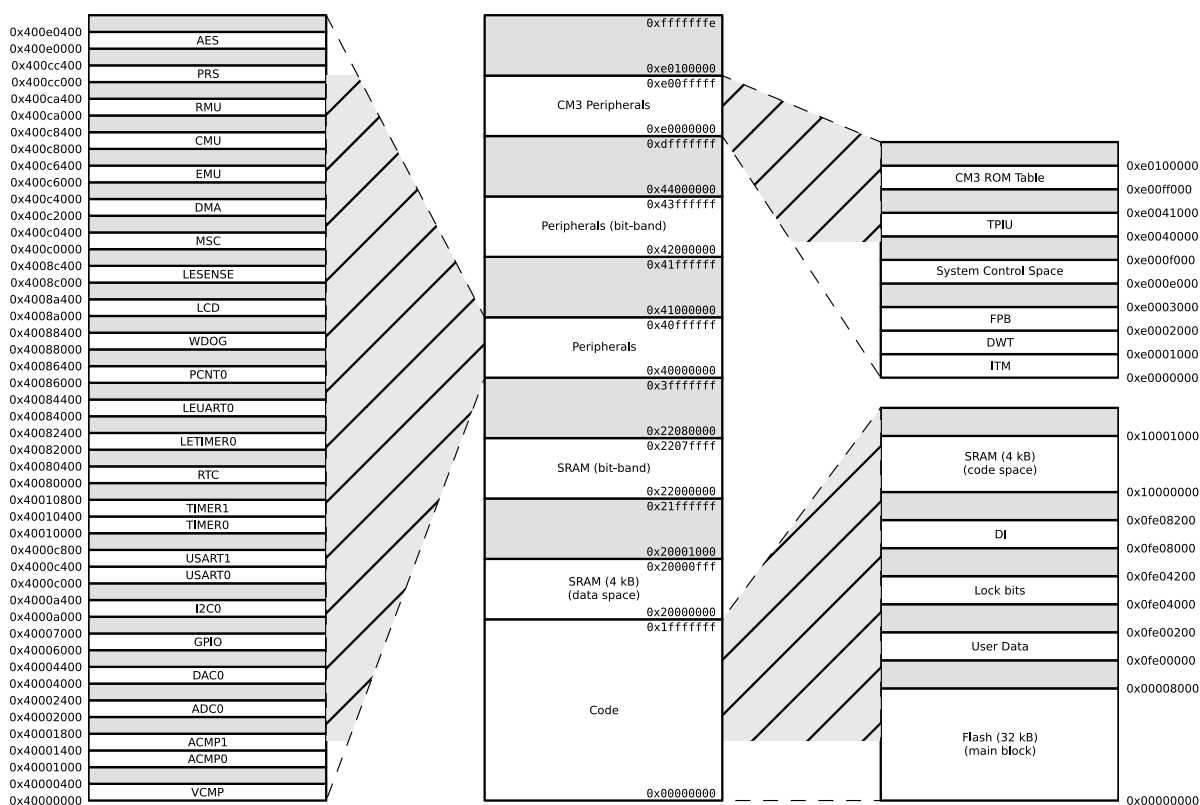 0x400e0400
AES
0x400e0000
0x400cc400
PRS
0x400cc000
0x400ca400
RMU
0x400ca000
0x400c8400
CMU
0x400c8000
0x400c6400
EMU
0x400c6000
0x400c4000
DMA
0x400c2000
0x400c0400
MSC
0x400c0000
0x4008c400
LESENSE
0x4008c000
0x4008a400
LCD
0x4008a000
0x40088400
WDOG
0x40088000
0x40086400
PCNT0
0x40086000
0x40084400
LEUART0
0x40084000
0x40082400
LETIMER0
0x40082000
0x40080400
RTC
0x40080000
0x40010800
TIMER1
0x40010400
TIMER0
0x40010000
0x4000c800
USART1
0x4000c400
USART0
0x4000c000
0x4000a400
I2C0
0x4000a000
0x40007000
GPIO
0x40006000
0x40004400
DAC0
0x40004000
0x40002400
ADC0
0x40002000
0x40001800
ACMP1
0x40001400
ACMP0
0x40001000
0x40000400
VCMP
0x40000000
0xfffffffe
0xe0100000
0xe00fffff
CM3 Peripherals
0xe0000000
0xdfffffff
0x44000000
0x43ffffff
Peripherals (bit-band)
0x42000000
0x41ffffff
0x41000000
0x40ffffff
Peripherals
0x40000000
0x3fffffff
0x22080000
0x2207ffff
SRAM (bit-band)
0x22000000
0x21ffffff
0x20001000
0x20000fff
SRAM (4 kB)
(data space)
0x20000000
0x1fffffff
Code
0x00000000
0xe0100000
CM3 ROM Table
0xe00ff000
0xe0041000
TPIU
0xe0040000
0xe000f000
System Control Space
0xe000e000
0xe0003000
FPB
0xe0002000
DWT
0xe0001000
ITM
0xe0000000
0x10001000
SRAM (4 kB)
(code space)
0x10000000
0x0fe08200
DI
0x0fe08000
0x0fe04200
Lock bits
0x0fe04000
0x0fe00200
User Data
0x0fe00000
0x00008000
Flash (32 kB)
(main block)
0x00000000